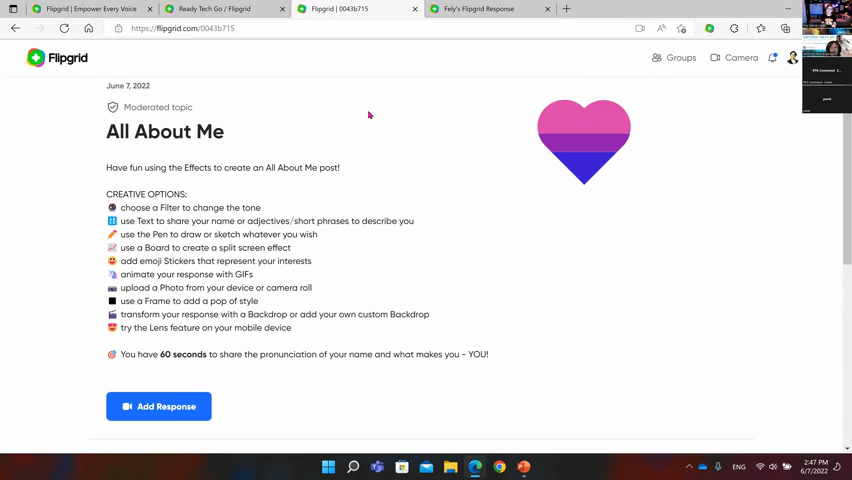 Flipgrid | Empower Every Voice
Ready Tech Go / Flipgrid
Flipgrid | 0043b715
Fely's Flipgrid Response
https://flipgrid.com/0043b715
Flipgrid
Groups
Camera
June 7, 2022
Moderated topic
All About Me
Have fun using the Effects to create an All About Me post!
CREATIVE OPTIONS:
choose a Filter to change the tone
use Text to share your name or adjectives/short phrases to describe you
use the Pen to draw or sketch whatever you wish
use a Board to create a split screen effect
add emoji Stickers that represent your interests
animate your response with GIFs
upload a Photo from your device or camera roll
use a Frame to add a pop of style
transform your response with a Backdrop or add your own custom Backdrop
try the Lens feature on your mobile device
You have 60 seconds to share the pronunciation of your name and what makes you - YOU!
Add Response
ENG
2:47 PM
6/7/2022